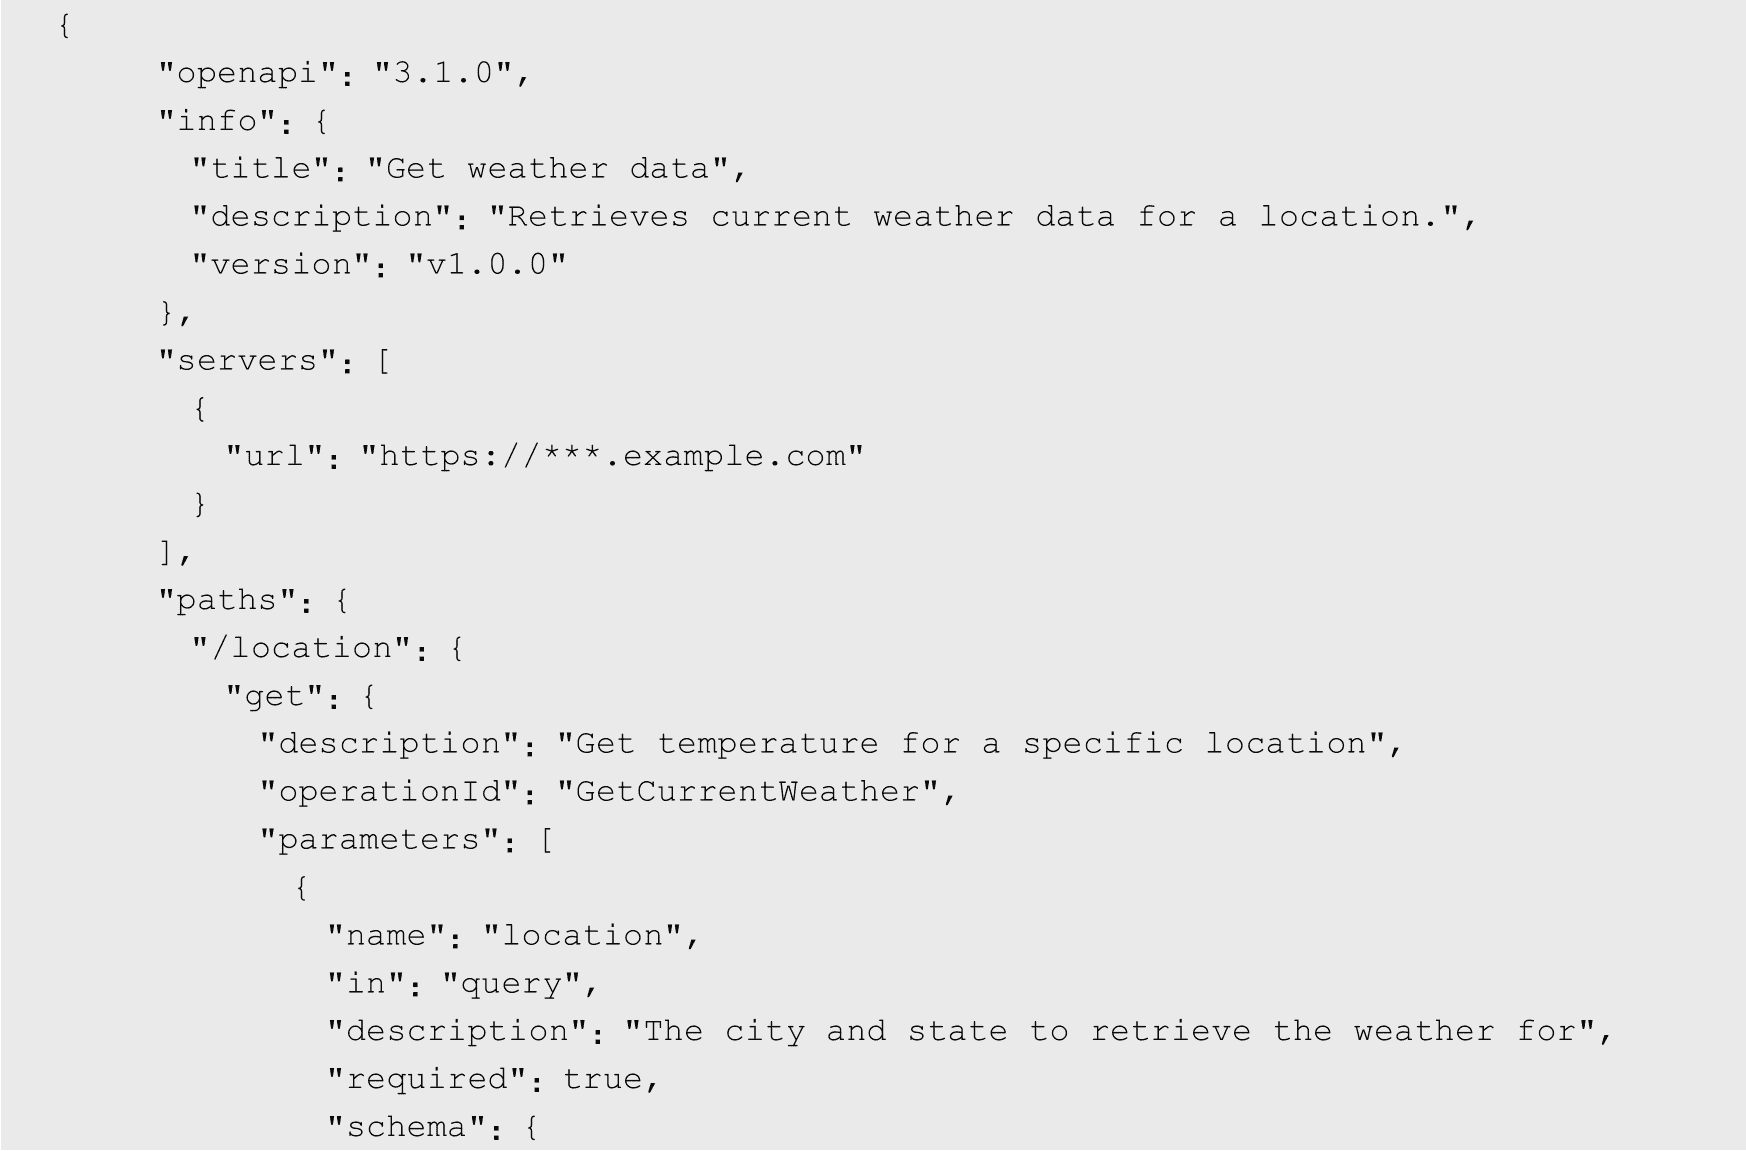 {
"openapi": "3.1.0",
"info": {
"title": "Get weather data",
"description": "Retrieves current weather data for a location.",
"version": "v1.0.0"
},
"servers": [
{
"url": "https://***.example.com"
}
],
"paths": {
"/location": {
"get": {
"description": "Get temperature for a specific location",
"operationId": "GetCurrentWeather",
"parameters": [
{
"name": "location",
"in": "query",
"description": "The city and state to retrieve the weather for",
"required": true,
"schema": {